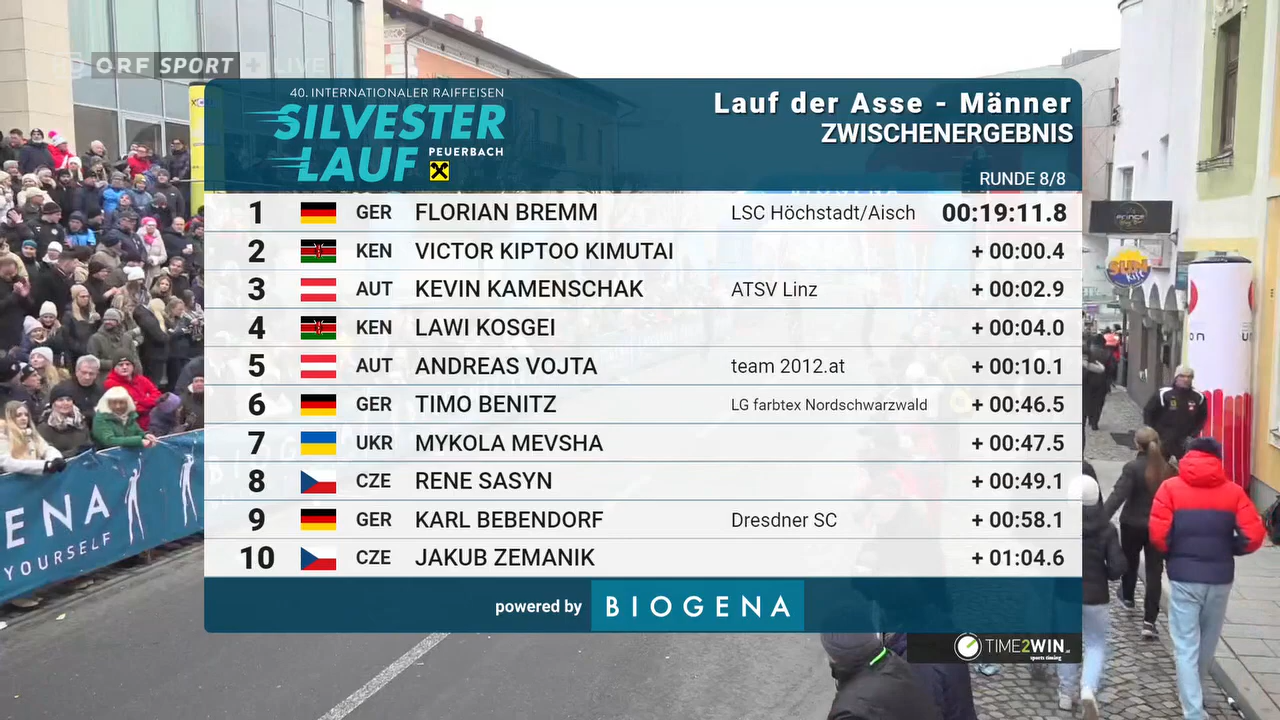 ORF SPORT + LIVE
40. INTERNATIONALER RAIFFEISEN
SILVESTER
LAUF PEUERBACH
Lauf der Asse - Männer
ZWISCHENERGEBNIS
RUNDE 8/8
1 GER FLORIAN BREMM LSC Höchstadt/Aisch 00:19:11.8
2 KEN VICTOR KIPTOO KIMUTAI + 00:00.4
3 AUT KEVIN KAMENSCHAK ATSV Linz + 00:02.9
4 KEN LAWI KOSGEI + 00:04.0
5 AUT ANDREAS VOJTA team 2012.at + 00:10.1
6 GER TIMO BENITZ LG farbtex Nordschwarzwald + 00:46.5
7 UKR MYKOLA MEVSHA + 00:47.5
8 CZE RENE SASYN + 00:49.1
9 GER KARL BEBENDORF Dresdner SC + 00:58.1
10 CZE JAKUB ZEMANIK + 01:04.6
powered by BIOGENA
TIME2WIN.at
sports timing
ENA
YOURSELF
SUN